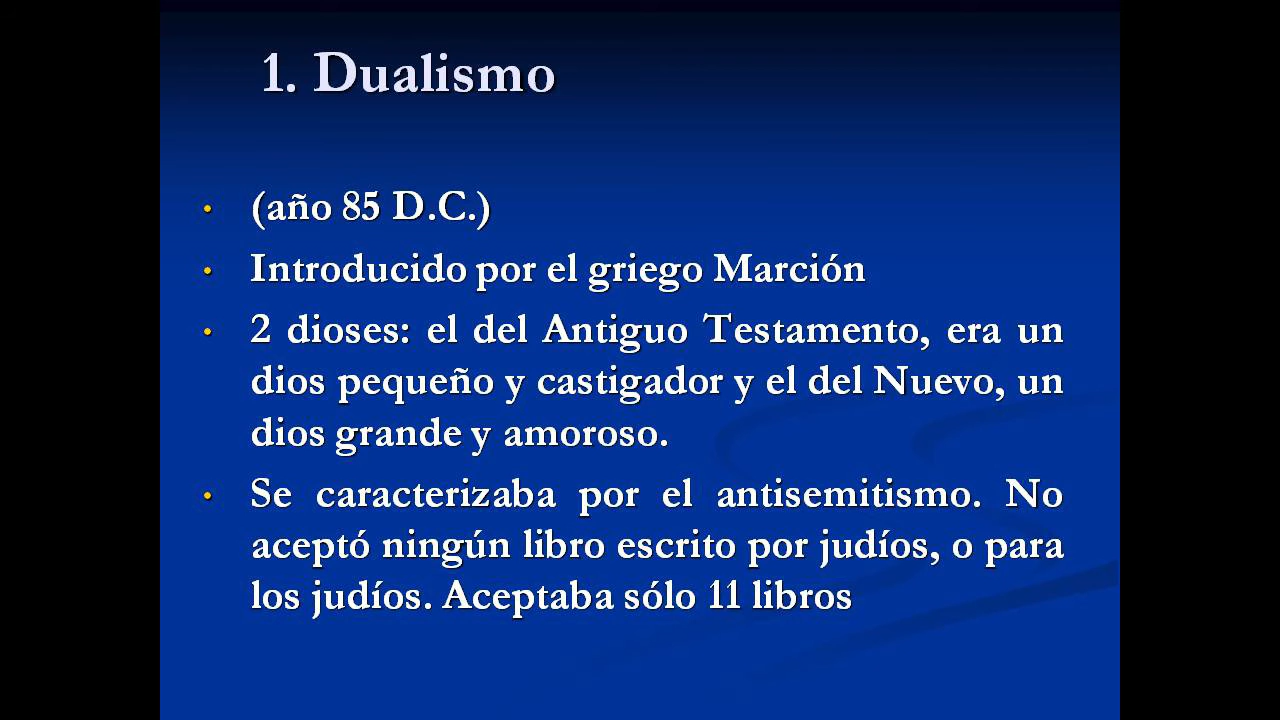 1. Dualismo
• (año 85 D.C.)
• Introducido por el griego Marción
• 2 dioses: el del Antiguo Testamento, era un
dios pequeño y castigador y el del Nuevo, un
dios grande y amoroso.
• Se caracterizaba por el antisemitismo. No
aceptó ningún libro escrito por judíos, o para
los judíos. Aceptaba sólo 11 libros